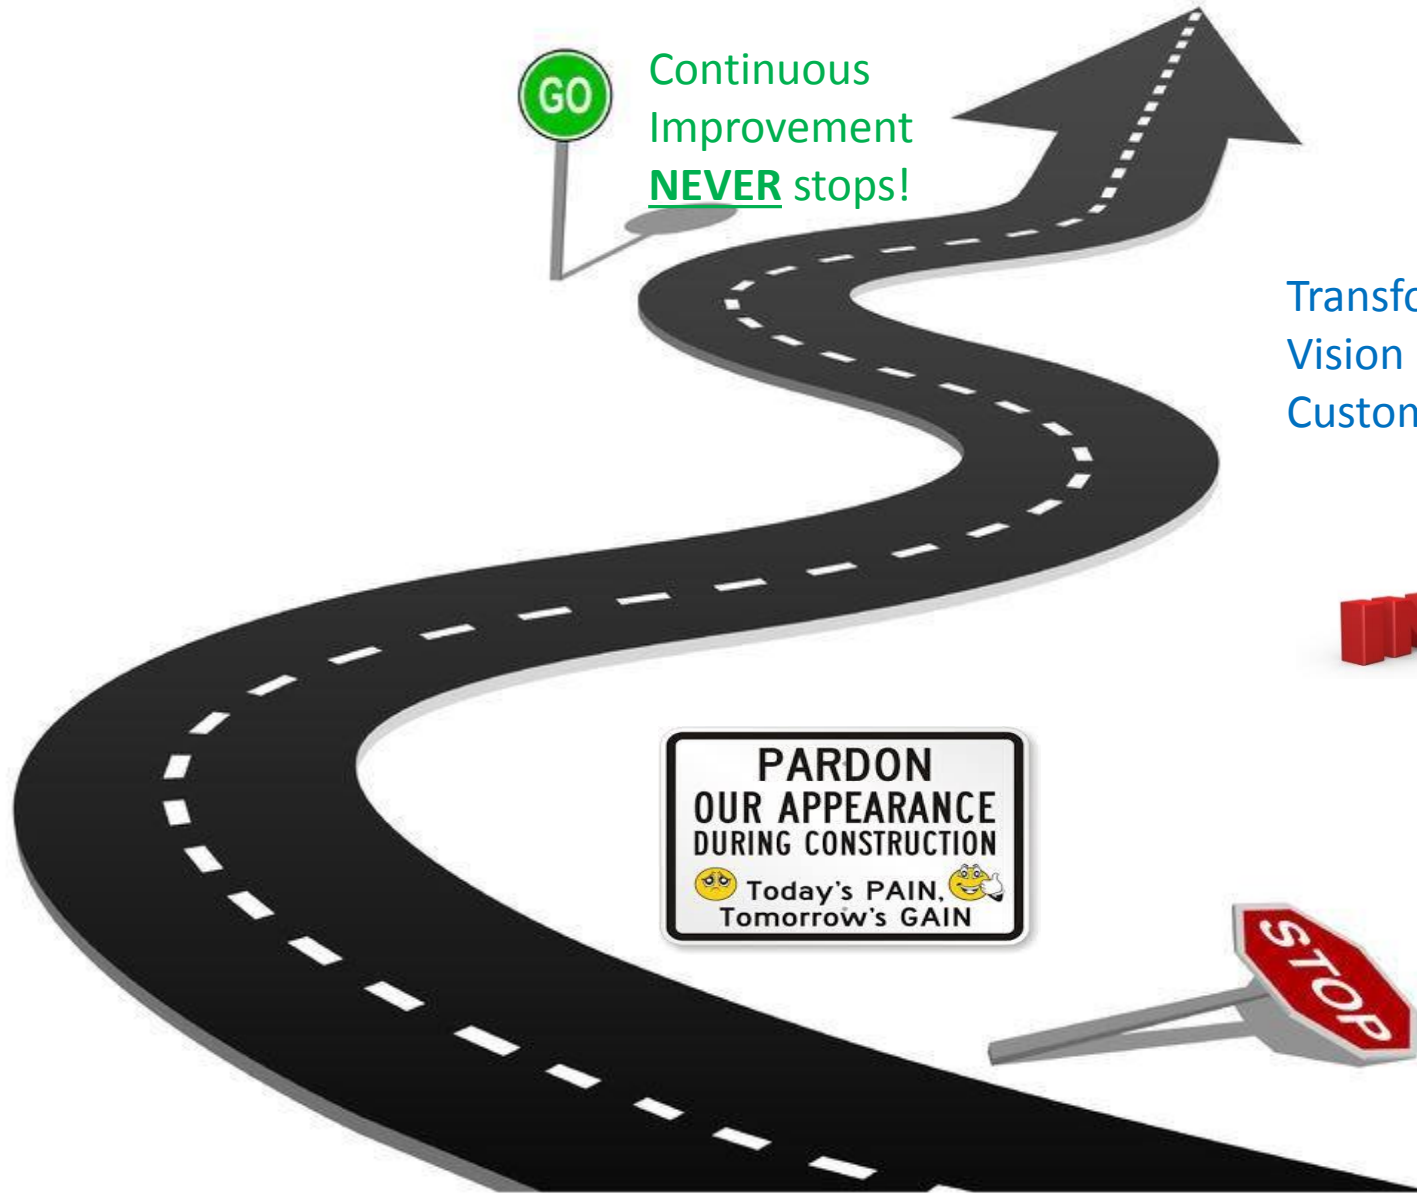 GO
Continuous
Improvement
NEVER stops!
Vision
PARDON
OUR APPEARANCE
DURING CONSTRUCTION
Today's PAIN,
Tomorrow's GAIN
STOP